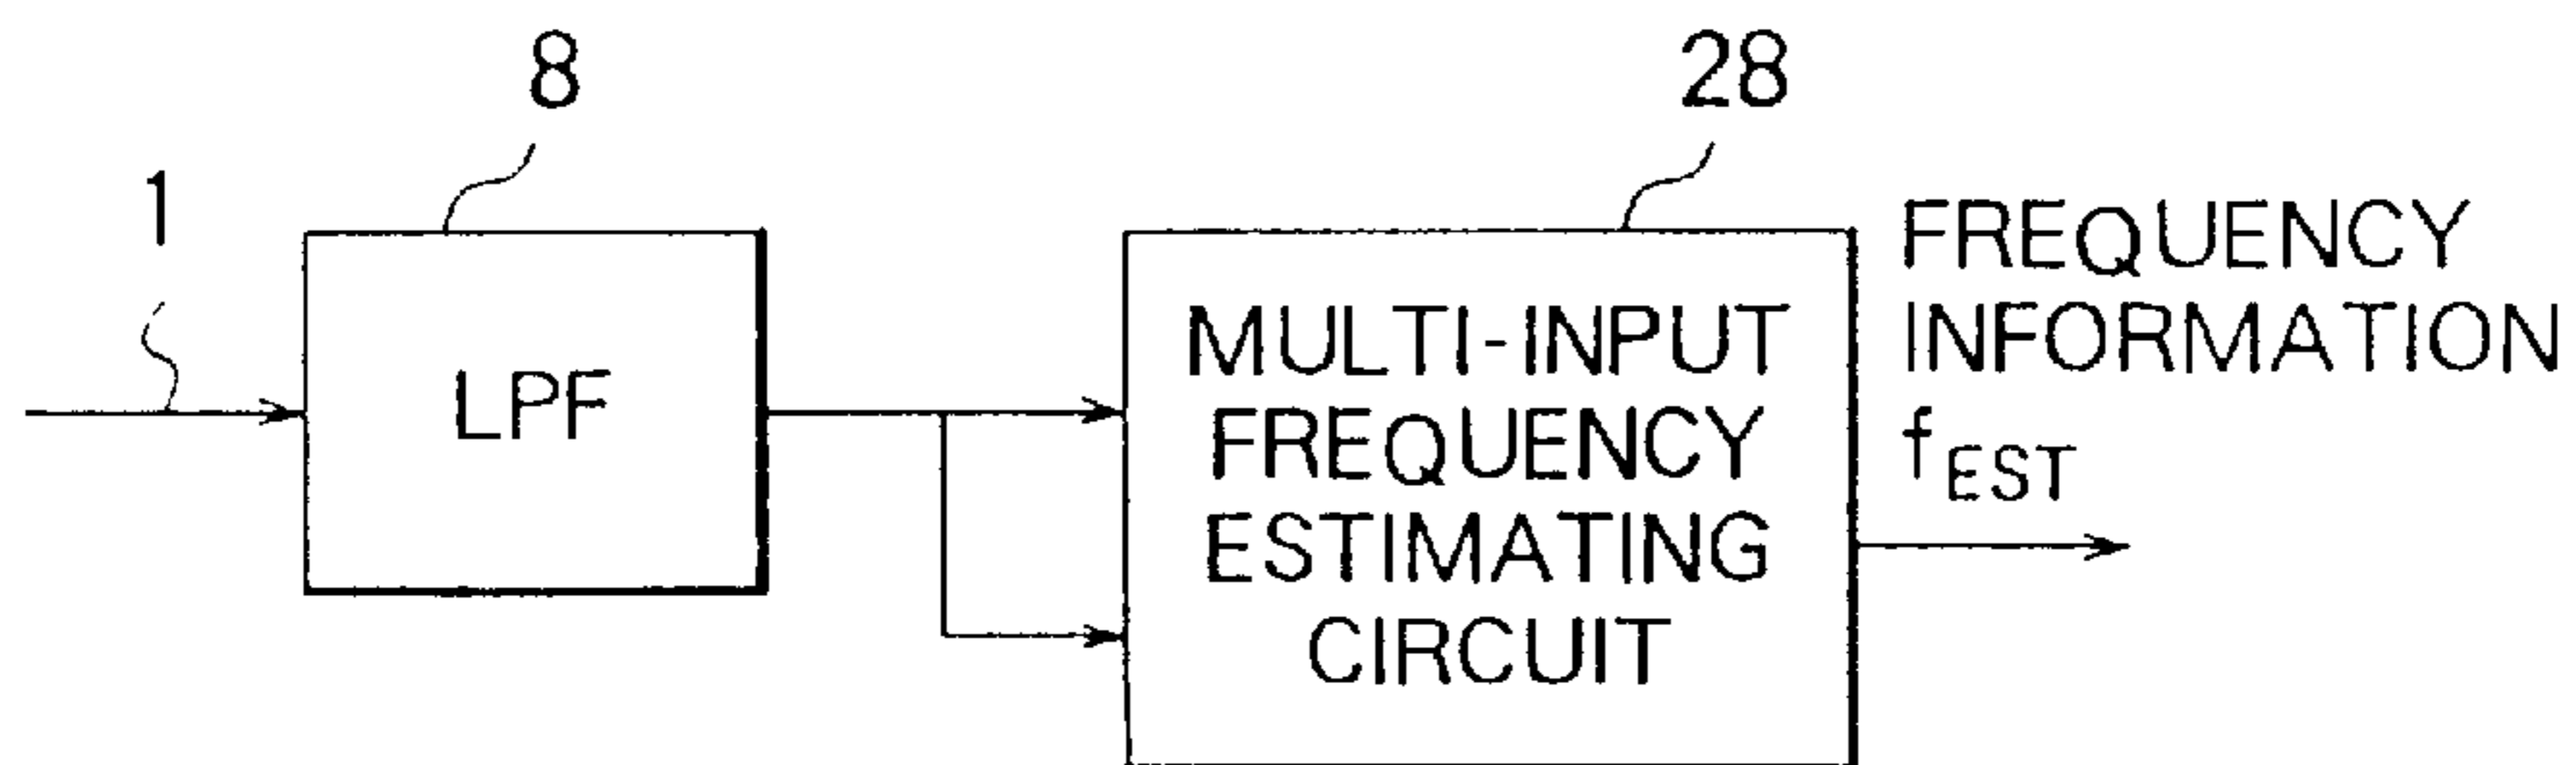 8
28
1
LPF
MULTI-INPUT
FREQUENCY
ESTIMATING
CIRCUIT
FREQUENCY
INFORMATION
fEST